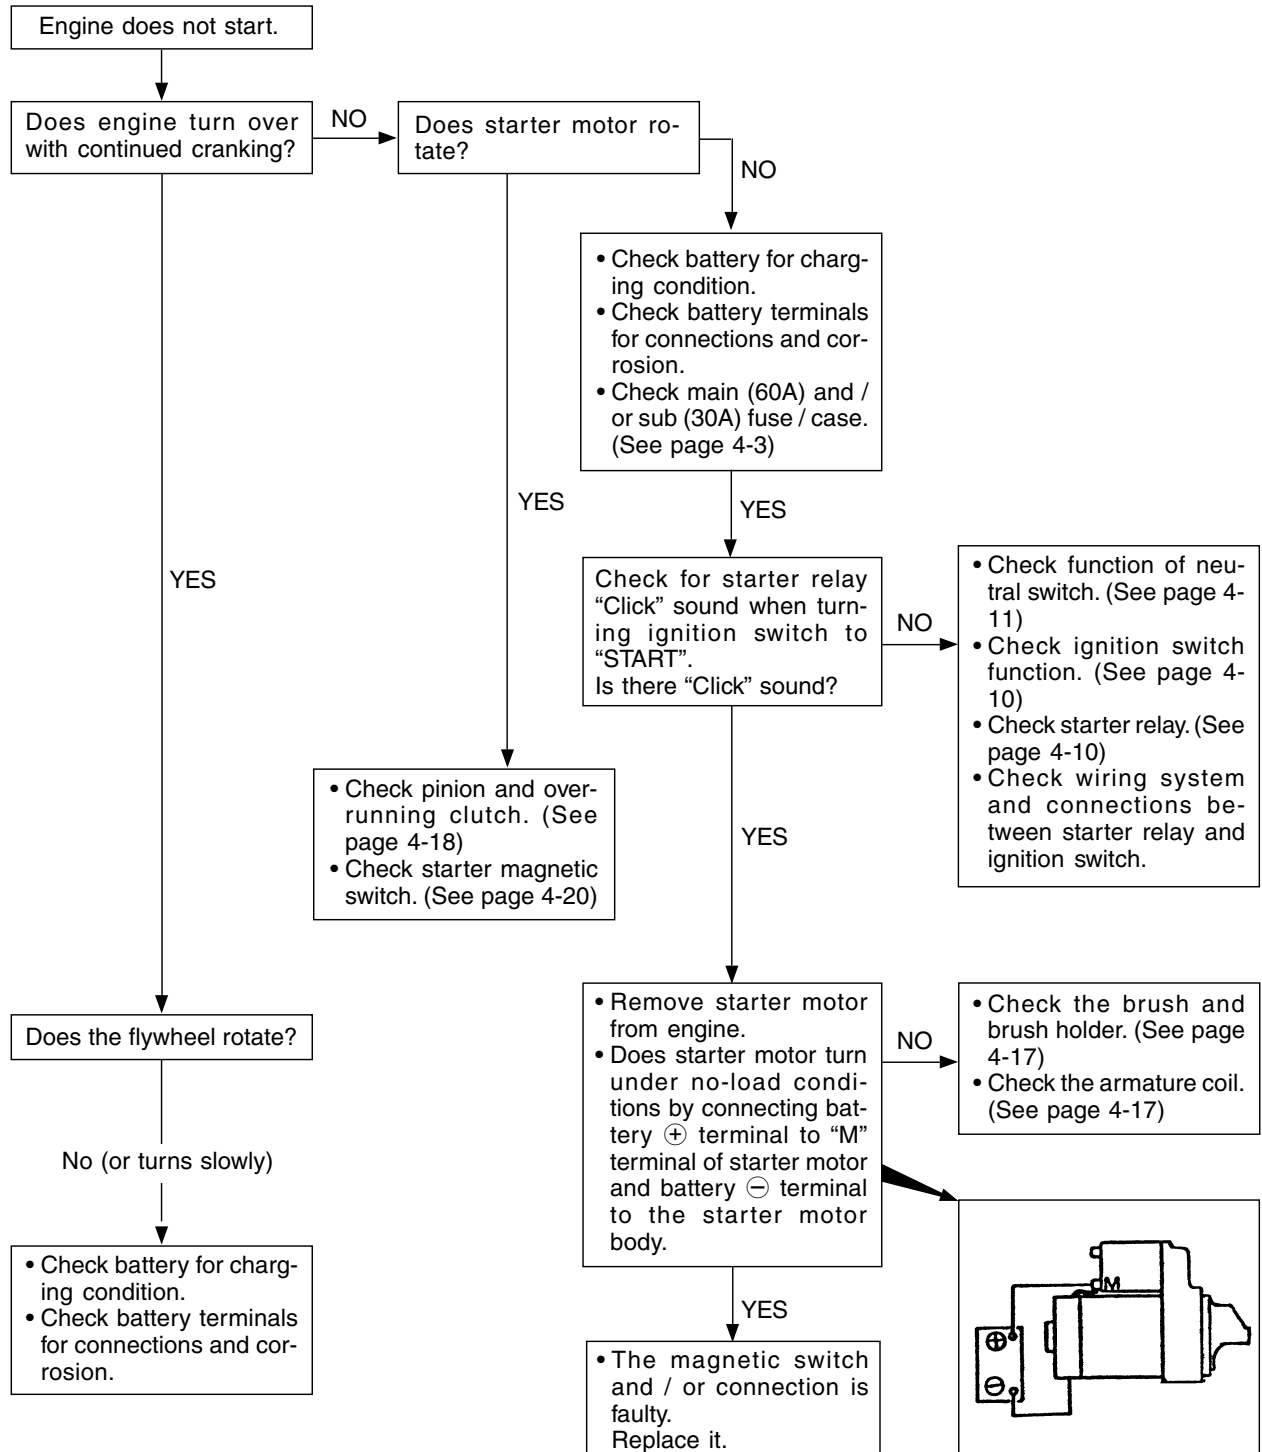 Engine does not start.
Does engine turn over
with continued cranking?
NO
Does starter motor ro-
tate?
NO
• Check battery for charg-
ing condition.
• Check battery terminals
for connections and cor-
rosion.
• Check main (60A) and /
or sub (30A) fuse / case.
(See page 4-3)
YES
YES
YES
Check for starter relay
“Click” sound when turn-
ing ignition switch to
“START”.
Is there “Click” sound?
NO
• Check function of neu-
tral switch. (See page 4-
11)
• Check ignition switch
function. (See page 4-
10)
• Check starter relay. (See
page 4-10)
• Check wiring system
and connections be-
tween starter relay and
ignition switch.
• Check pinion and over-
running clutch. (See
page 4-18)
• Check starter magnetic
switch. (See page 4-20)
YES
Does the flywheel rotate?
No (or turns slowly)
• Check battery for charg-
ing condition.
• Check battery terminals
for connections and cor-
rosion.
• Remove starter motor
from engine.
• Does starter motor turn
under no-load condi-
tions by connecting bat-
tery ⊕ terminal to “M”
terminal of starter motor
and battery ⊖ terminal
to the starter motor
body.
NO
• Check the brush and
brush holder. (See page
4-17)
• Check the armature coil.
(See page 4-17)
M
⊕
⊖
YES
• The magnetic switch
and / or connection is
faulty.
Replace it.